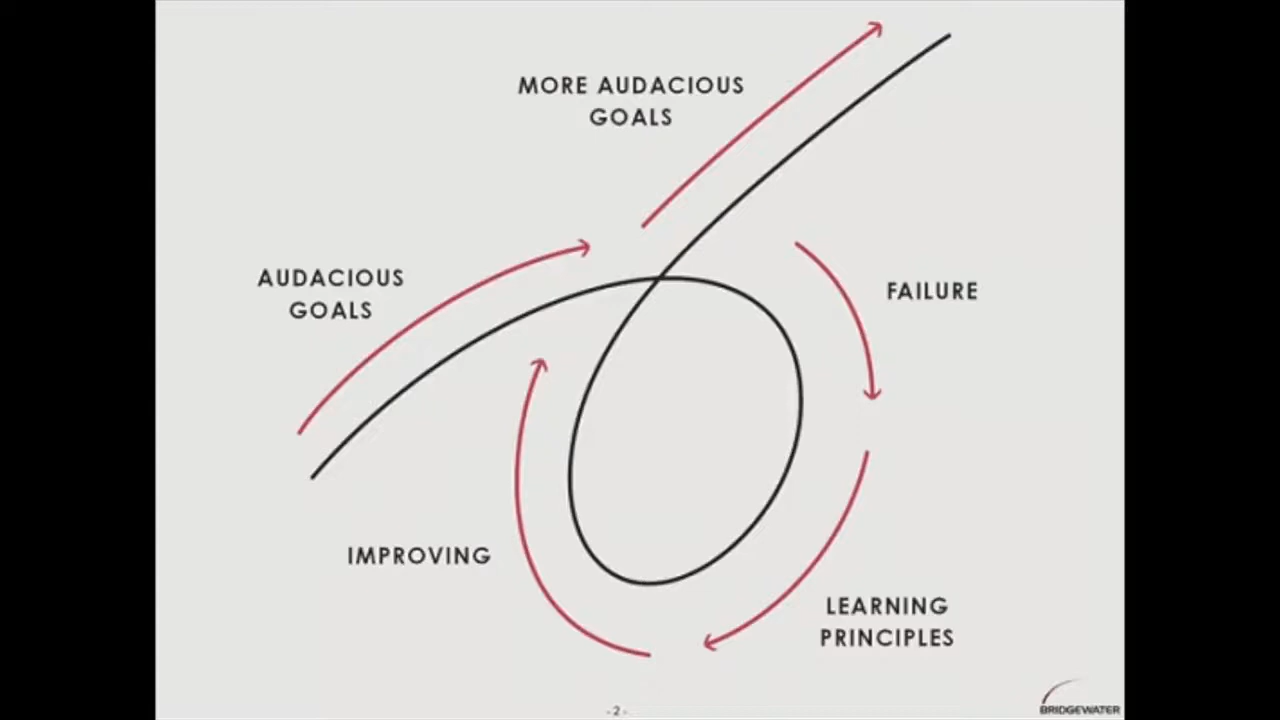 MORE AUDACIOUS
GOALS
AUDACIOUS
GOALS
FAILURE
IMPROVING
LEARNING
PRINCIPLES
-2-
BRIDGEWATER